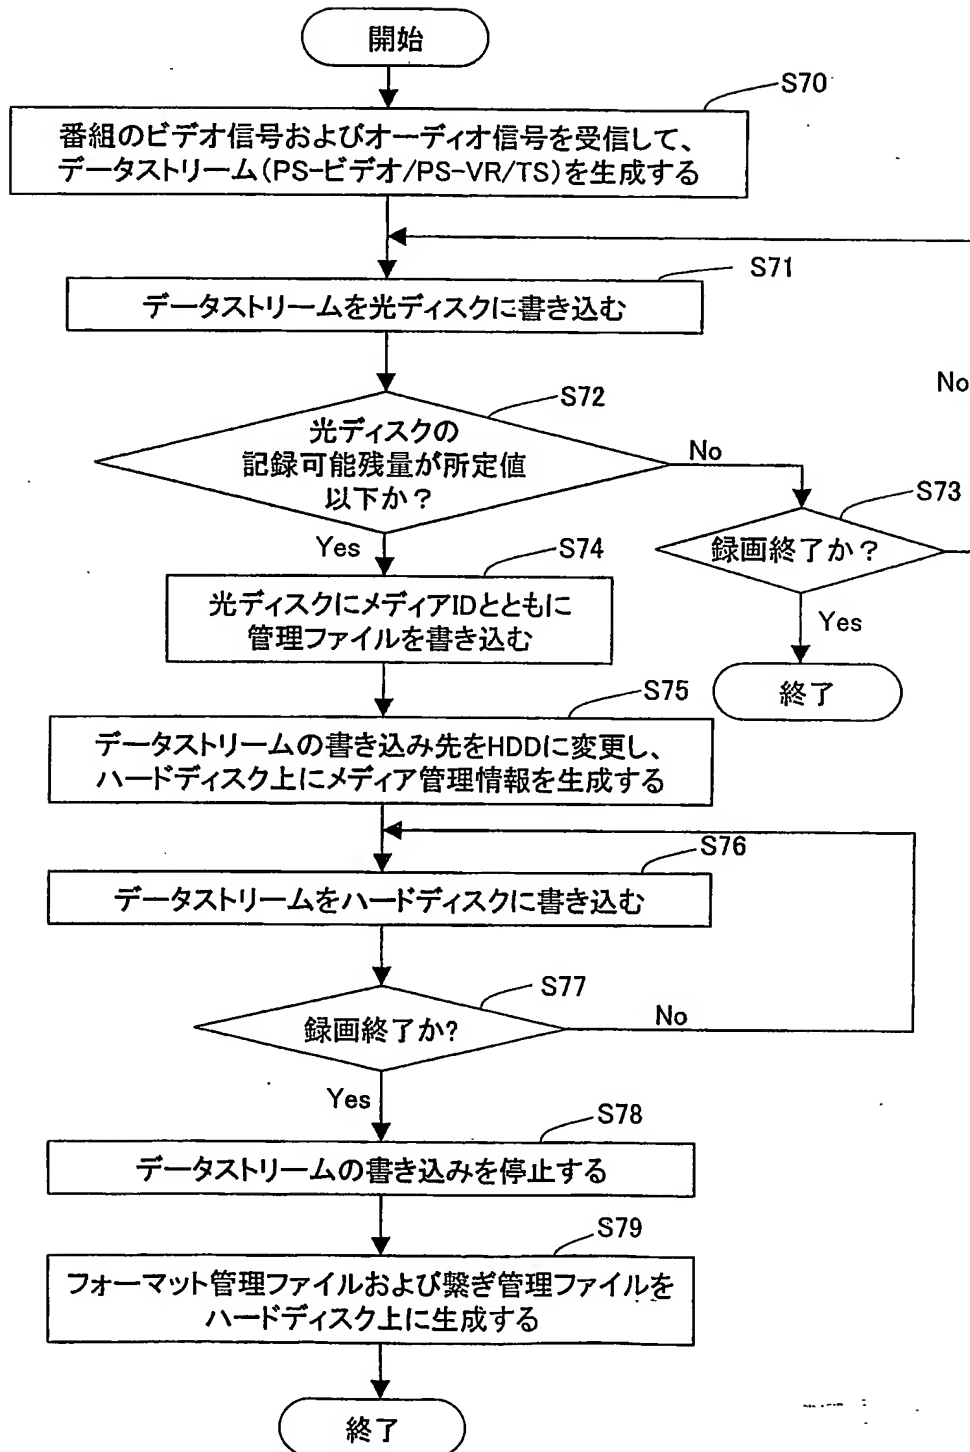 開始
S70
番組のビデオ信号およびオーディオ信号を受信して、
データストリーム(PS-ビデオ/PS-VR/TS)を生成する
S71
データストリームを光ディスクに書き込む
No
S72
光ディスクの
記録可能残量が所定値
以下か?
No
S73
録画終了か?
Yes
終了
Yes
S74
光ディスクにメディアIDとともに
管理ファイルを書き込む
S75
データストリームの書き込み先をHDDに変更し、
ハードディスク上にメディア管理情報を生成する
S76
データストリームをハードディスクに書き込む
S77
録画終了か?
No
Yes
S78
データストリームの書き込みを停止する
S79
フォーマット管理ファイルおよび繋ぎ管理ファイルを
ハードディスク上に生成する
終了